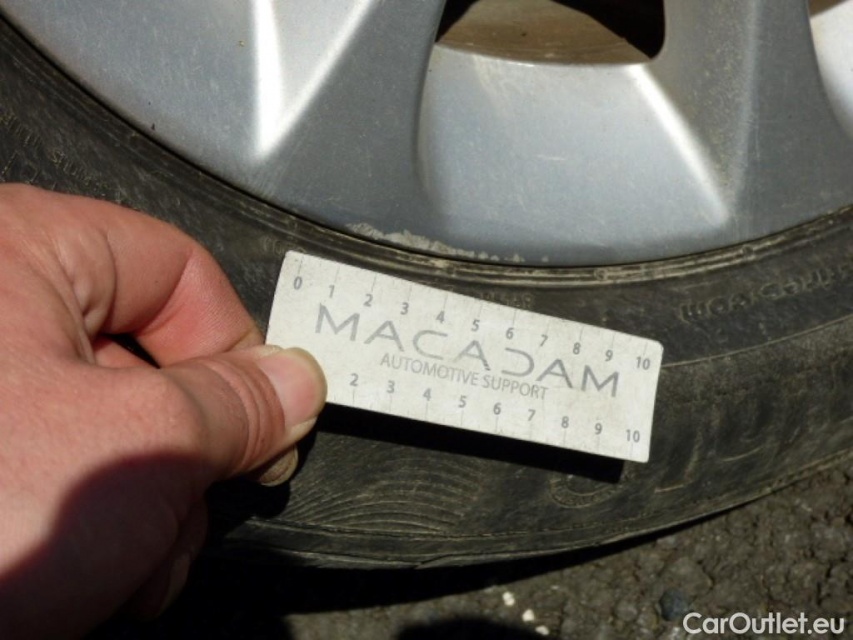 0 1 2 3 4 5 6 7 8 9 10
MACADAM
AUTOMOTIVE SUPPORT
2 3 4 5 6 7 8 9 10
CarOutlet.eu